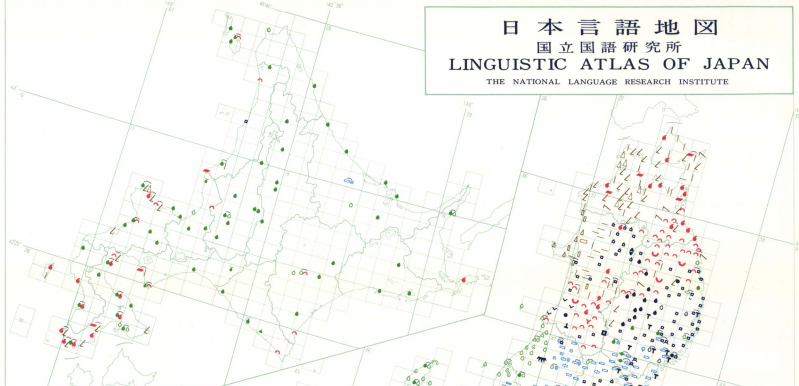 日本言語地図
国立国語研究所
LINGUISTIC ATLAS OF JAPAN
THE NATIONAL LANGUAGE RESEARCH INSTITUTE